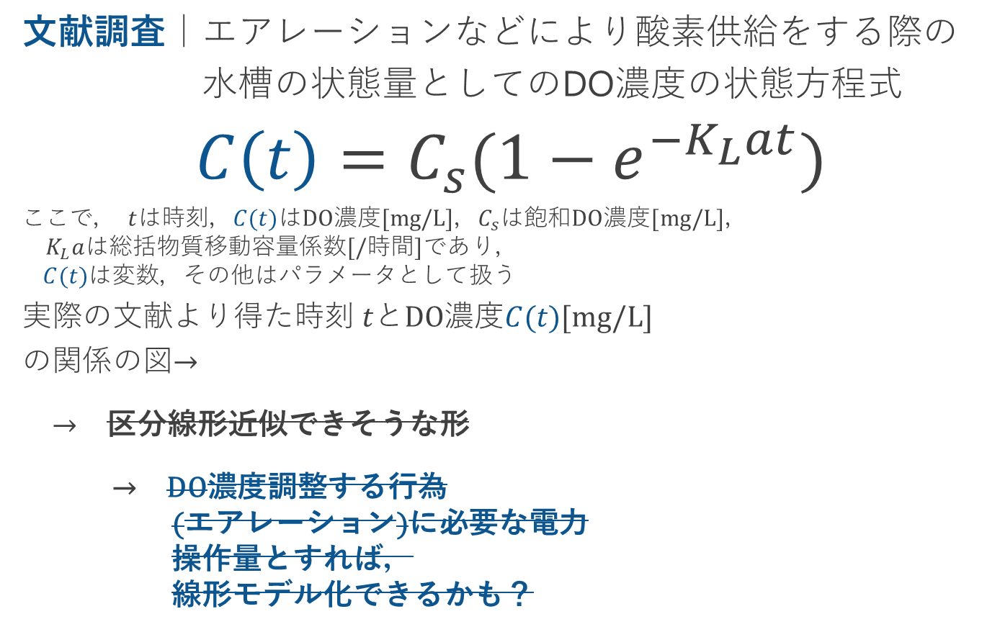 文献調査｜エアレーションなどにより酸素供給をする際の
水槽の状態量としてのDO濃度の状態方程式
C(t) = C_s(1 − e^{−K_L at})
ここで， tは時刻，C(t)はDO濃度[mg/L]，C_sは飽和DO濃度[mg/L]，
K_L aは総括物質移動容量係数[/時間]であり，
C(t)は変数，その他はパラメータとして扱う
実際の文献より得た時刻 tとDO濃度C(t)[mg/L]
の関係の図→
→ 区分線形近似できそうな形
→ DO濃度調整する行為
(エアレーション)に必要な電力
操作量とすれば，
線形モデル化できるかも？